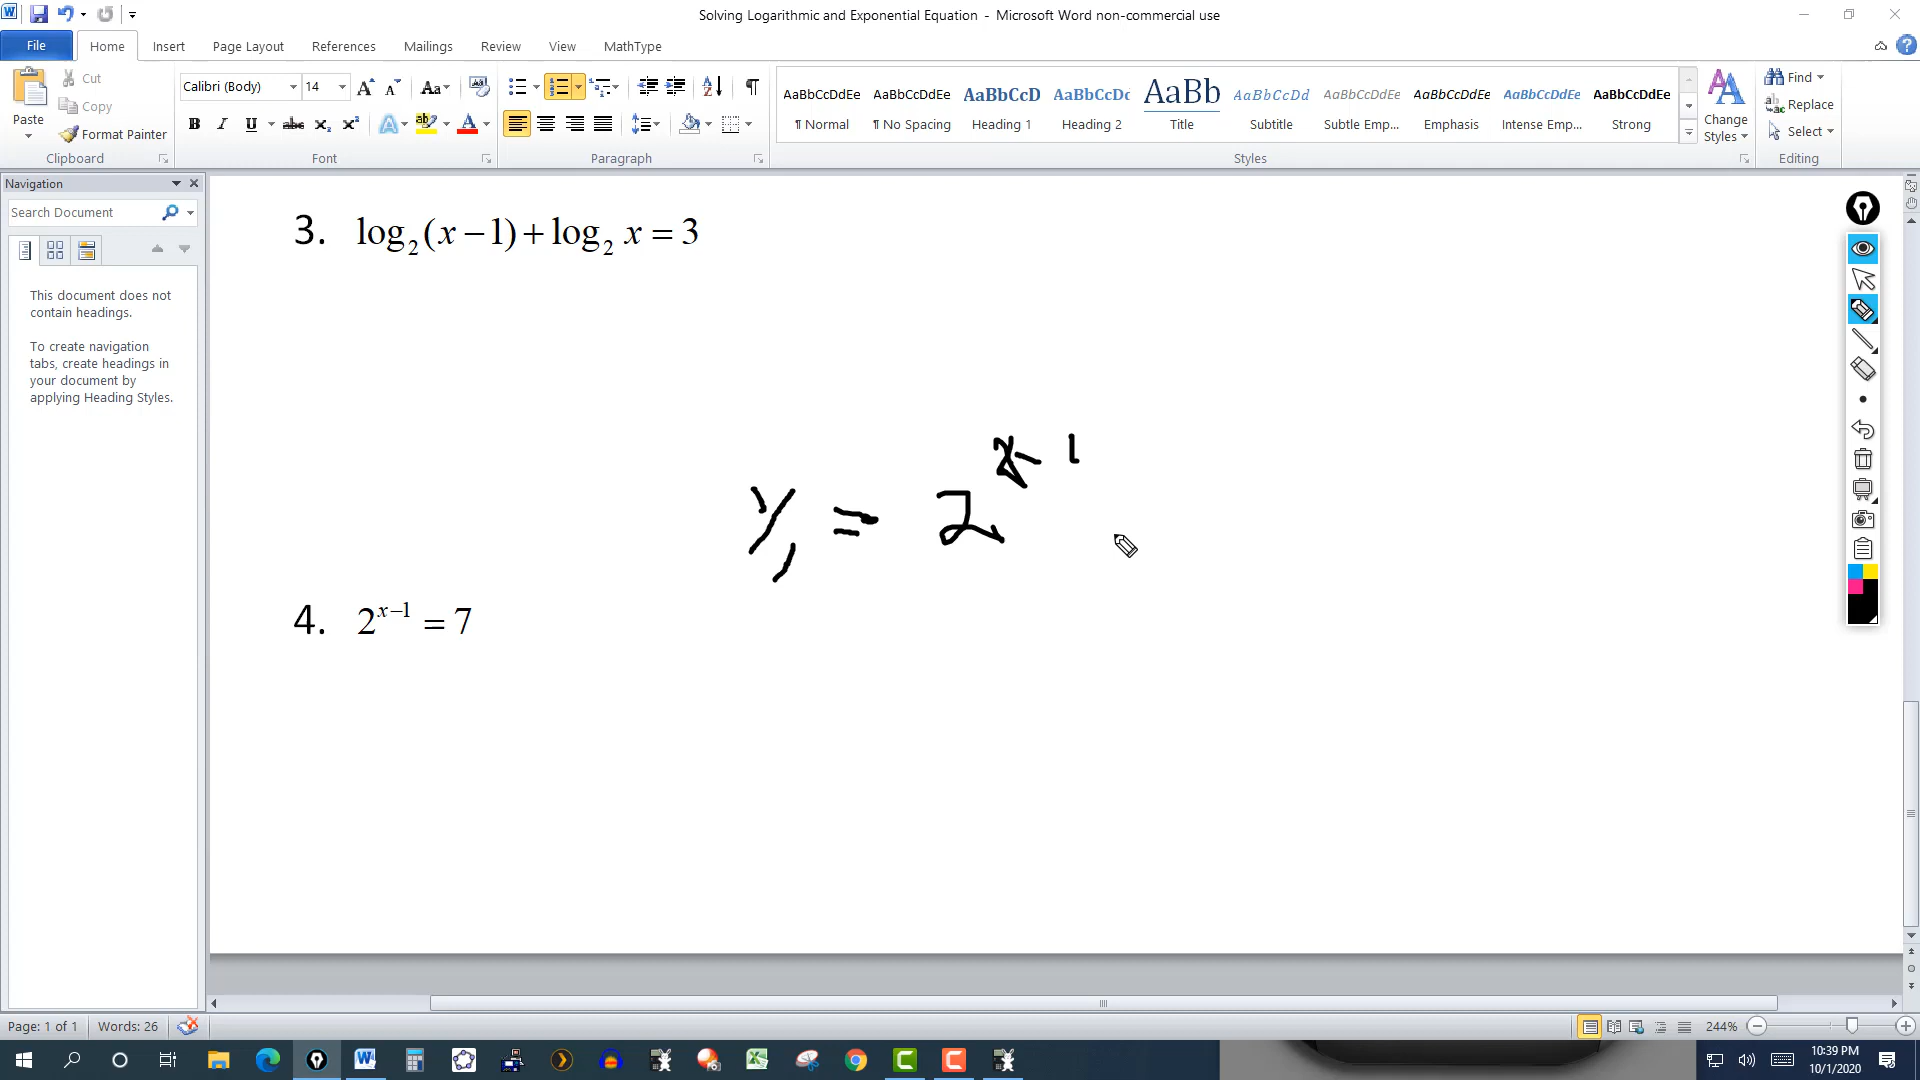 Solving Logarithmic and Exponential Equation - Microsoft Word non-commercial use
File Home Insert Page Layout References Mailings Review View MathType
Paste
Cut
Copy
Format Painter
Clipboard
Calibri (Body) 14
B I U abc
Font
Paragraph
AaBbCcDdEe AaBbCcDdEe AaBbCcD AaBbCcDc AaBb AaBbCcDd AaBbCcDdEe AaBbCcDdEe AaBbCcDdEe AaBbCcDdEe
¶ Normal ¶ No Spacing Heading 1 Heading 2 Title Subtitle Subtle Emp... Emphasis Intense Emp... Strong
Styles
Change Styles
Find
Replace
Select
Editing
Navigation
Search Document
This document does not
contain headings.
To create navigation
tabs, create headings in
your document by
applying Heading Styles.
3. log₂(x−1)+log₂ x=3
y₁ = 2ˣ⁻¹
4. 2ˣ⁻¹ = 7
Page: 1 of 1 Words: 26
244%
10:39 PM
10/1/2020